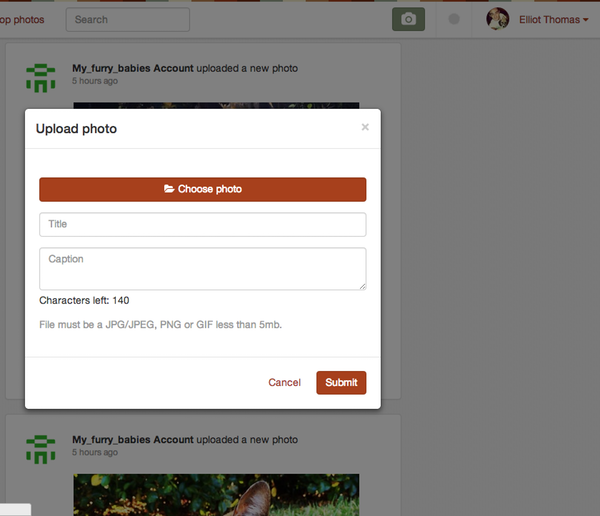 op photos
Search
Elliot Thomas
My_furry_babies Account uploaded a new photo
5 hours ago
Upload photo
×
Choose photo
Title
Caption
Characters left: 140
File must be a JPG/JPEG, PNG or GIF less than 5mb.
Cancel
Submit
My_furry_babies Account uploaded a new photo
5 hours ago